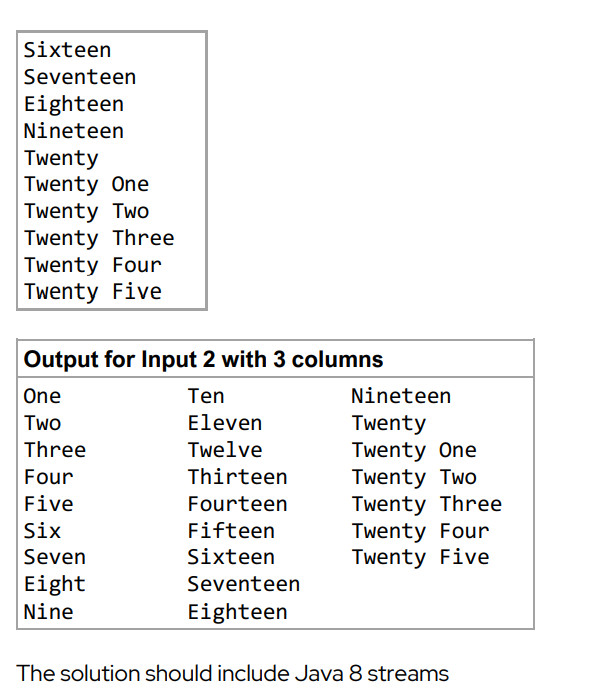 Sixteen
Seventeen
Eighteen
Nineteen
Twenty
Twenty One
Twenty Two
Twenty Three
Twenty Four
Twenty Five
Output for Input 2 with 3 columns
One Ten Nineteen
Two Eleven Twenty
Three Twelve Twenty One
Four Thirteen Twenty Two
Five Fourteen Twenty Three
Six Fifteen Twenty Four
Seven Sixteen Twenty Five
Eight Seventeen
Nine Eighteen
The solution should include Java 8 streams